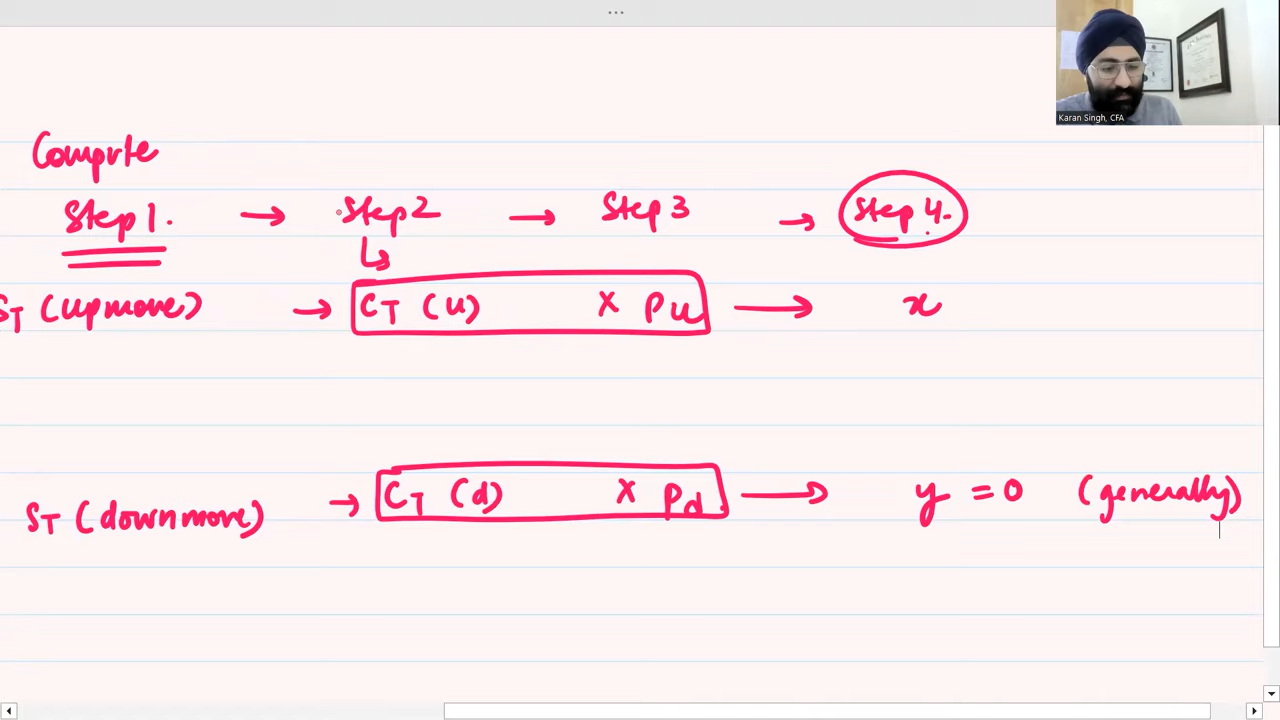 Karan Singh, CFA
Compute
Step 1. → Step 2 → Step 3 → Step 4.
ST (upmove) → CT (u) x Pu → x
ST (downmove) → CT (d) x Pd → y = 0 (generally)